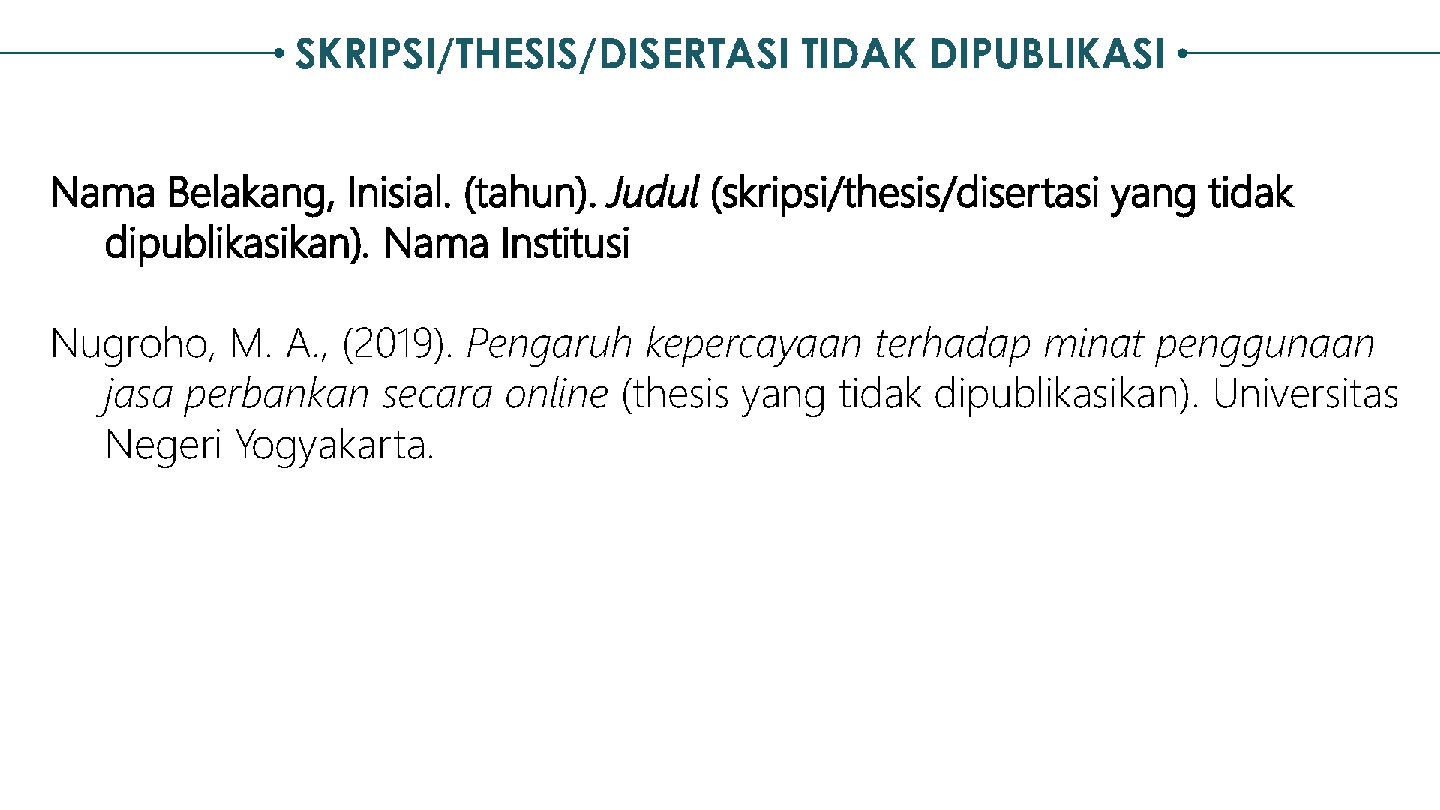 SKRIPSI/THESIS/DISERTASI TIDAK DIPUBLIKASI
Nama Belakang, Inisial. (tahun). Judul (skripsi/thesis/disertasi yang tidak
dipublikasikan). Nama Institusi
Nugroho, M. A., (2019). Pengaruh kepercayaan terhadap minat penggunaan
jasa perbankan secara online (thesis yang tidak dipublikasikan). Universitas
Negeri Yogyakarta.